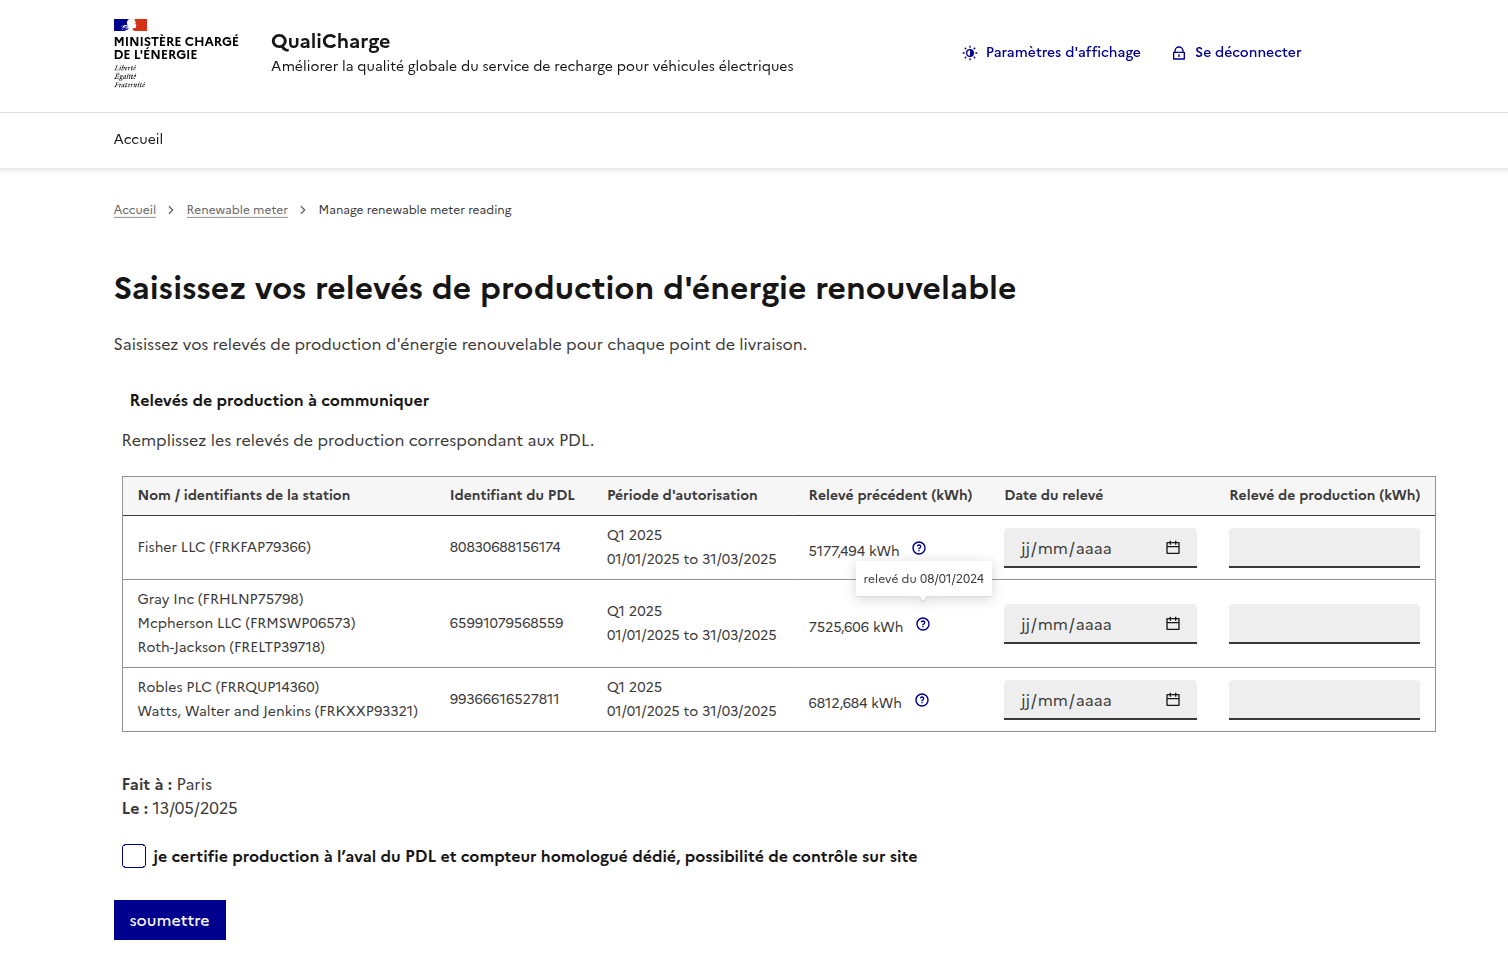 MINISTÈRE CHARGÉ
DE L'ÉNERGIE
Liberté
Égalité
Fraternité
QualiCharge
Améliorer la qualité globale du service de recharge pour véhicules électriques
Paramètres d'affichage
Se déconnecter
Accueil
Accueil > Renewable meter > Manage renewable meter reading
Saisissez vos relevés de production d'énergie renouvelable
Saisissez vos relevés de production d'énergie renouvelable pour chaque point de livraison.
Relevés de production à communiquer
Remplissez les relevés de production correspondant aux PDL.
Nom / identifiants de la station Identifiant du PDL Période d'autorisation Relevé précédent (kWh) Date du relevé Relevé de production (kWh)
Fisher LLC (FRKFAP79366) 80830688156174 Q1 2025
01/01/2025 to 31/03/2025 5177,494 kWh jj/mm/aaaa
relevé du 08/01/2024
Gray Inc (FRHLNP75798)
Mcpherson LLC (FRMSWP06573)
Roth-Jackson (FRELTP39718)
65991079568559
Q1 2025
01/01/2025 to 31/03/2025
7525,606 kWh
jj/mm/aaaa
Robles PLC (FRRQUP14360)
Watts, Walter and Jenkins (FRKXXP93321)
99366616527811
Q1 2025
01/01/2025 to 31/03/2025
6812,684 kWh
jj/mm/aaaa
Fait à : Paris
Le : 13/05/2025
je certifie production à l’aval du PDL et compteur homologué dédié, possibilité de contrôle sur site
soumettre